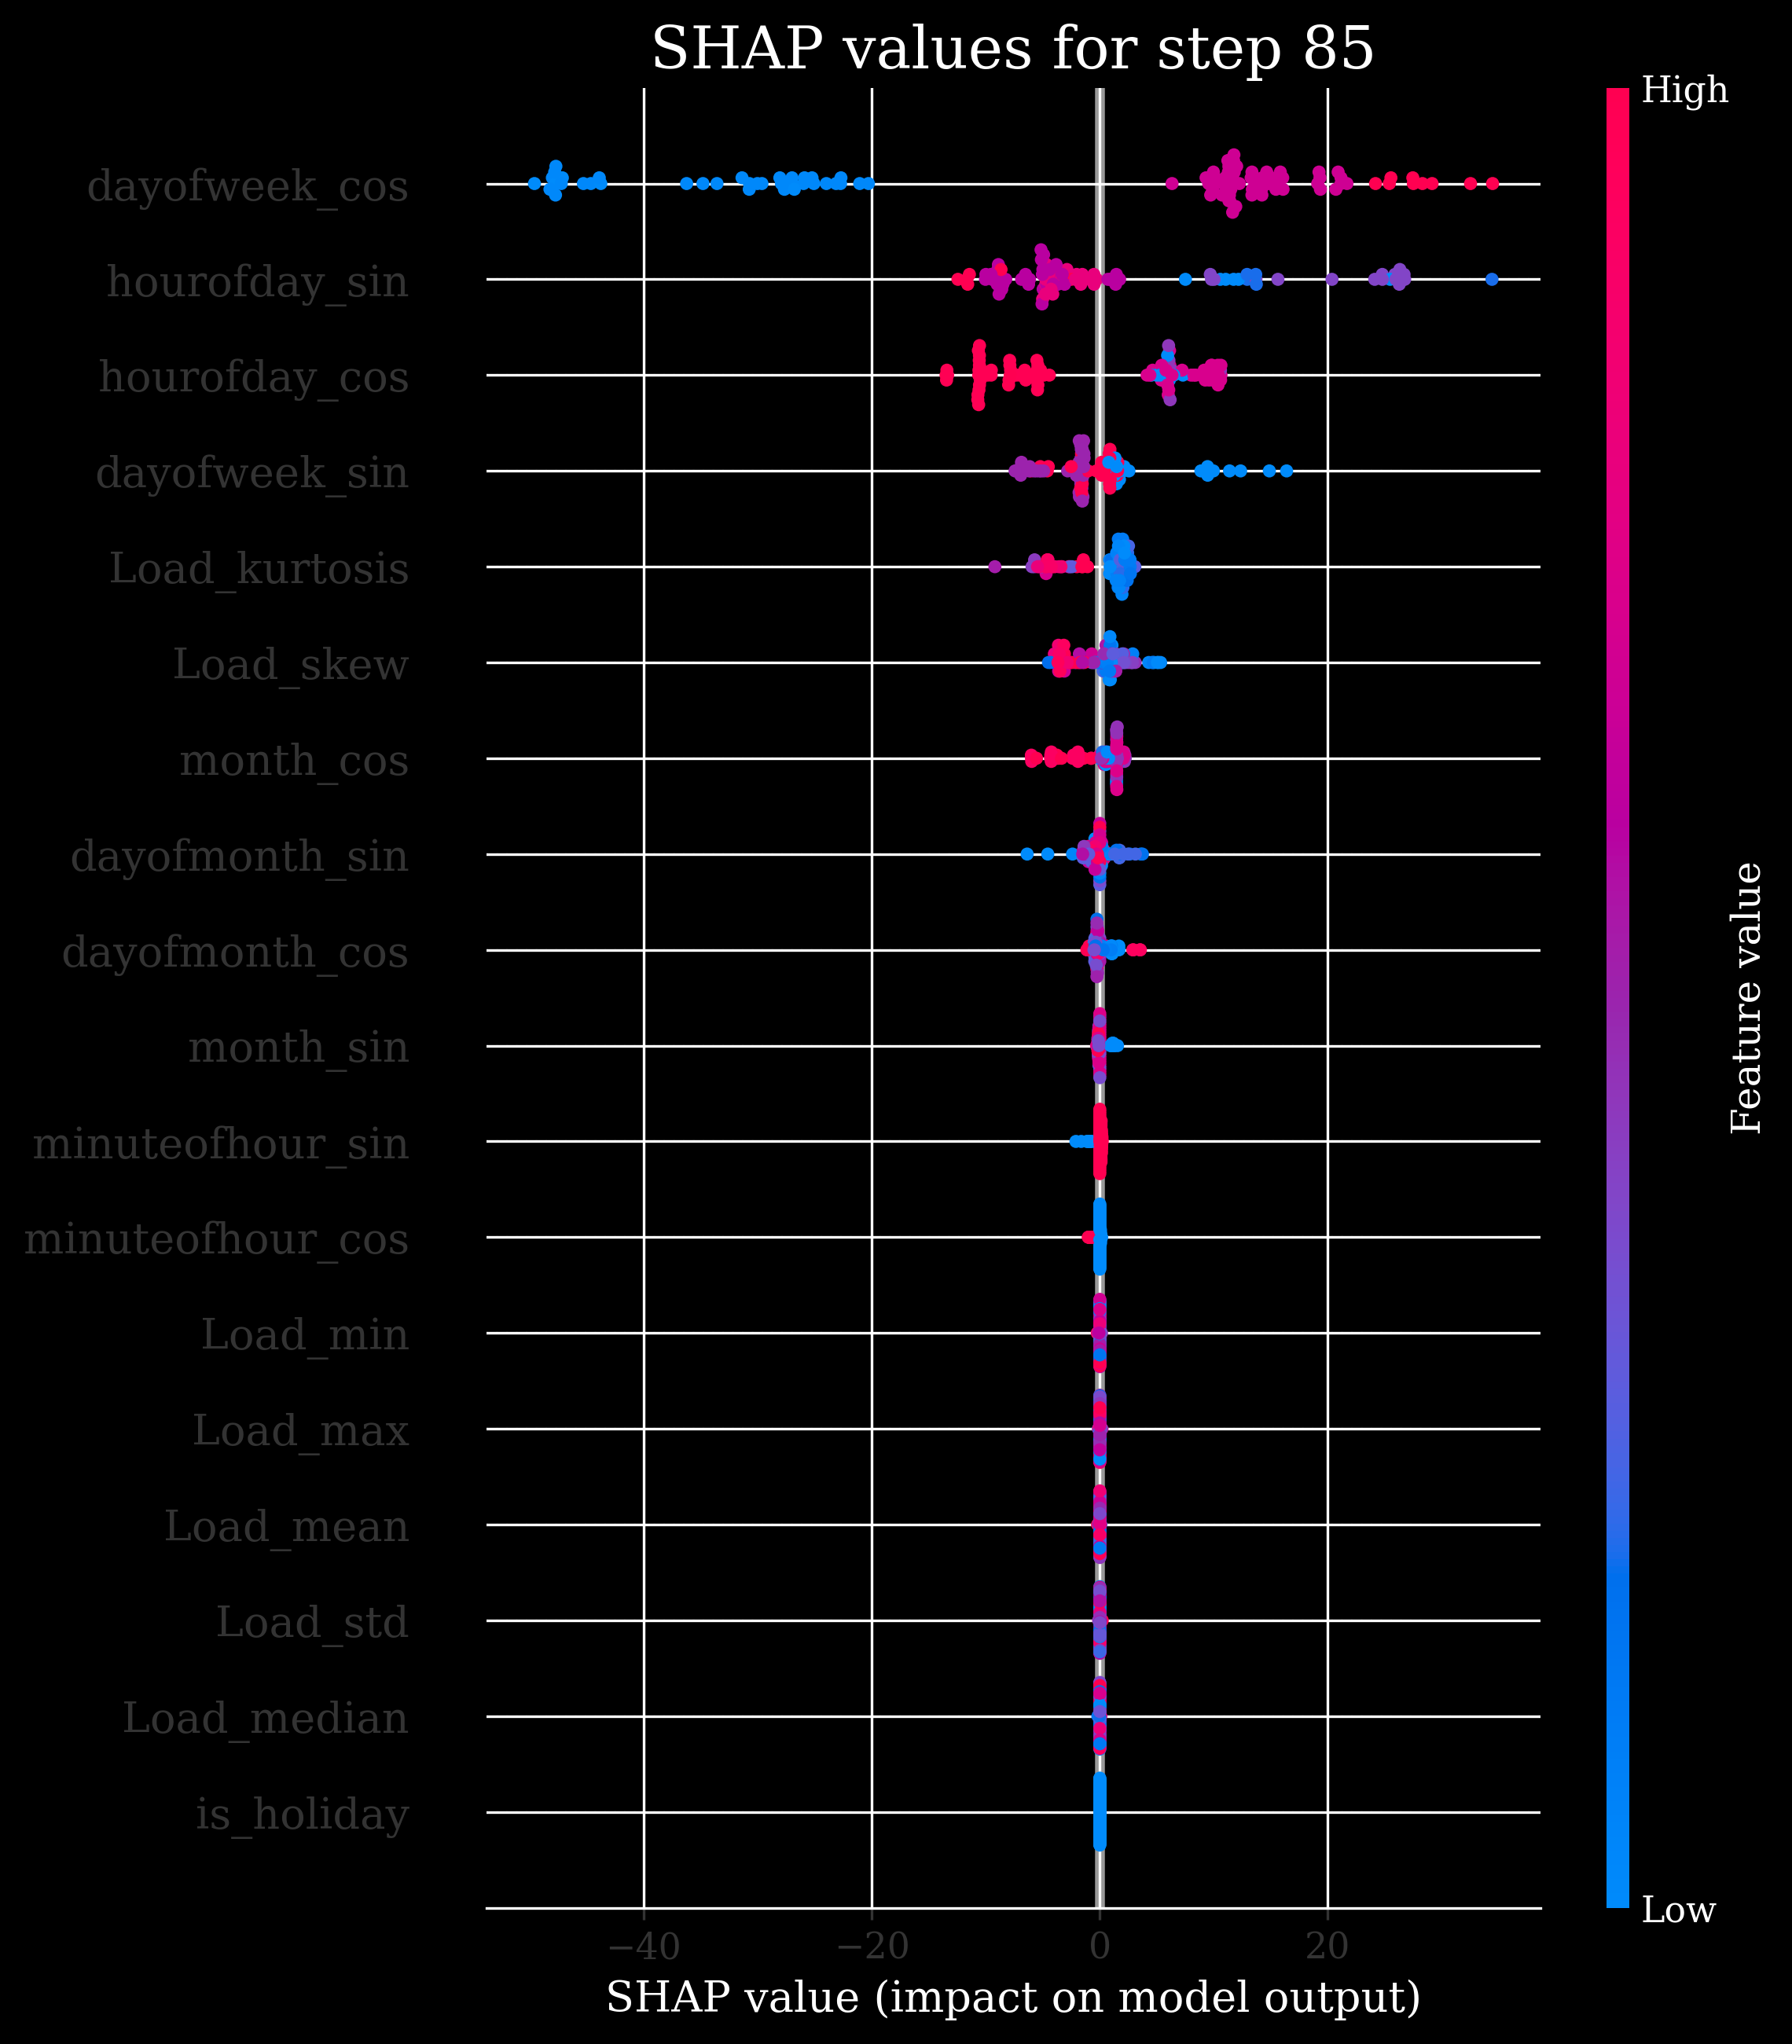 SHAP values for step 85
High
dayofweek_cos
hourofday_sin
hourofday_cos
dayofweek_sin
Load_kurtosis
Load_skew
month_cos
dayofmonth_sin
dayofmonth_cos
month_sin
minuteofhour_sin
minuteofhour_cos
Load_min
Load_max
Load_mean
Load_std
Load_median
is_holiday
Feature value
Low
−40 −20 0 20
SHAP value (impact on model output)